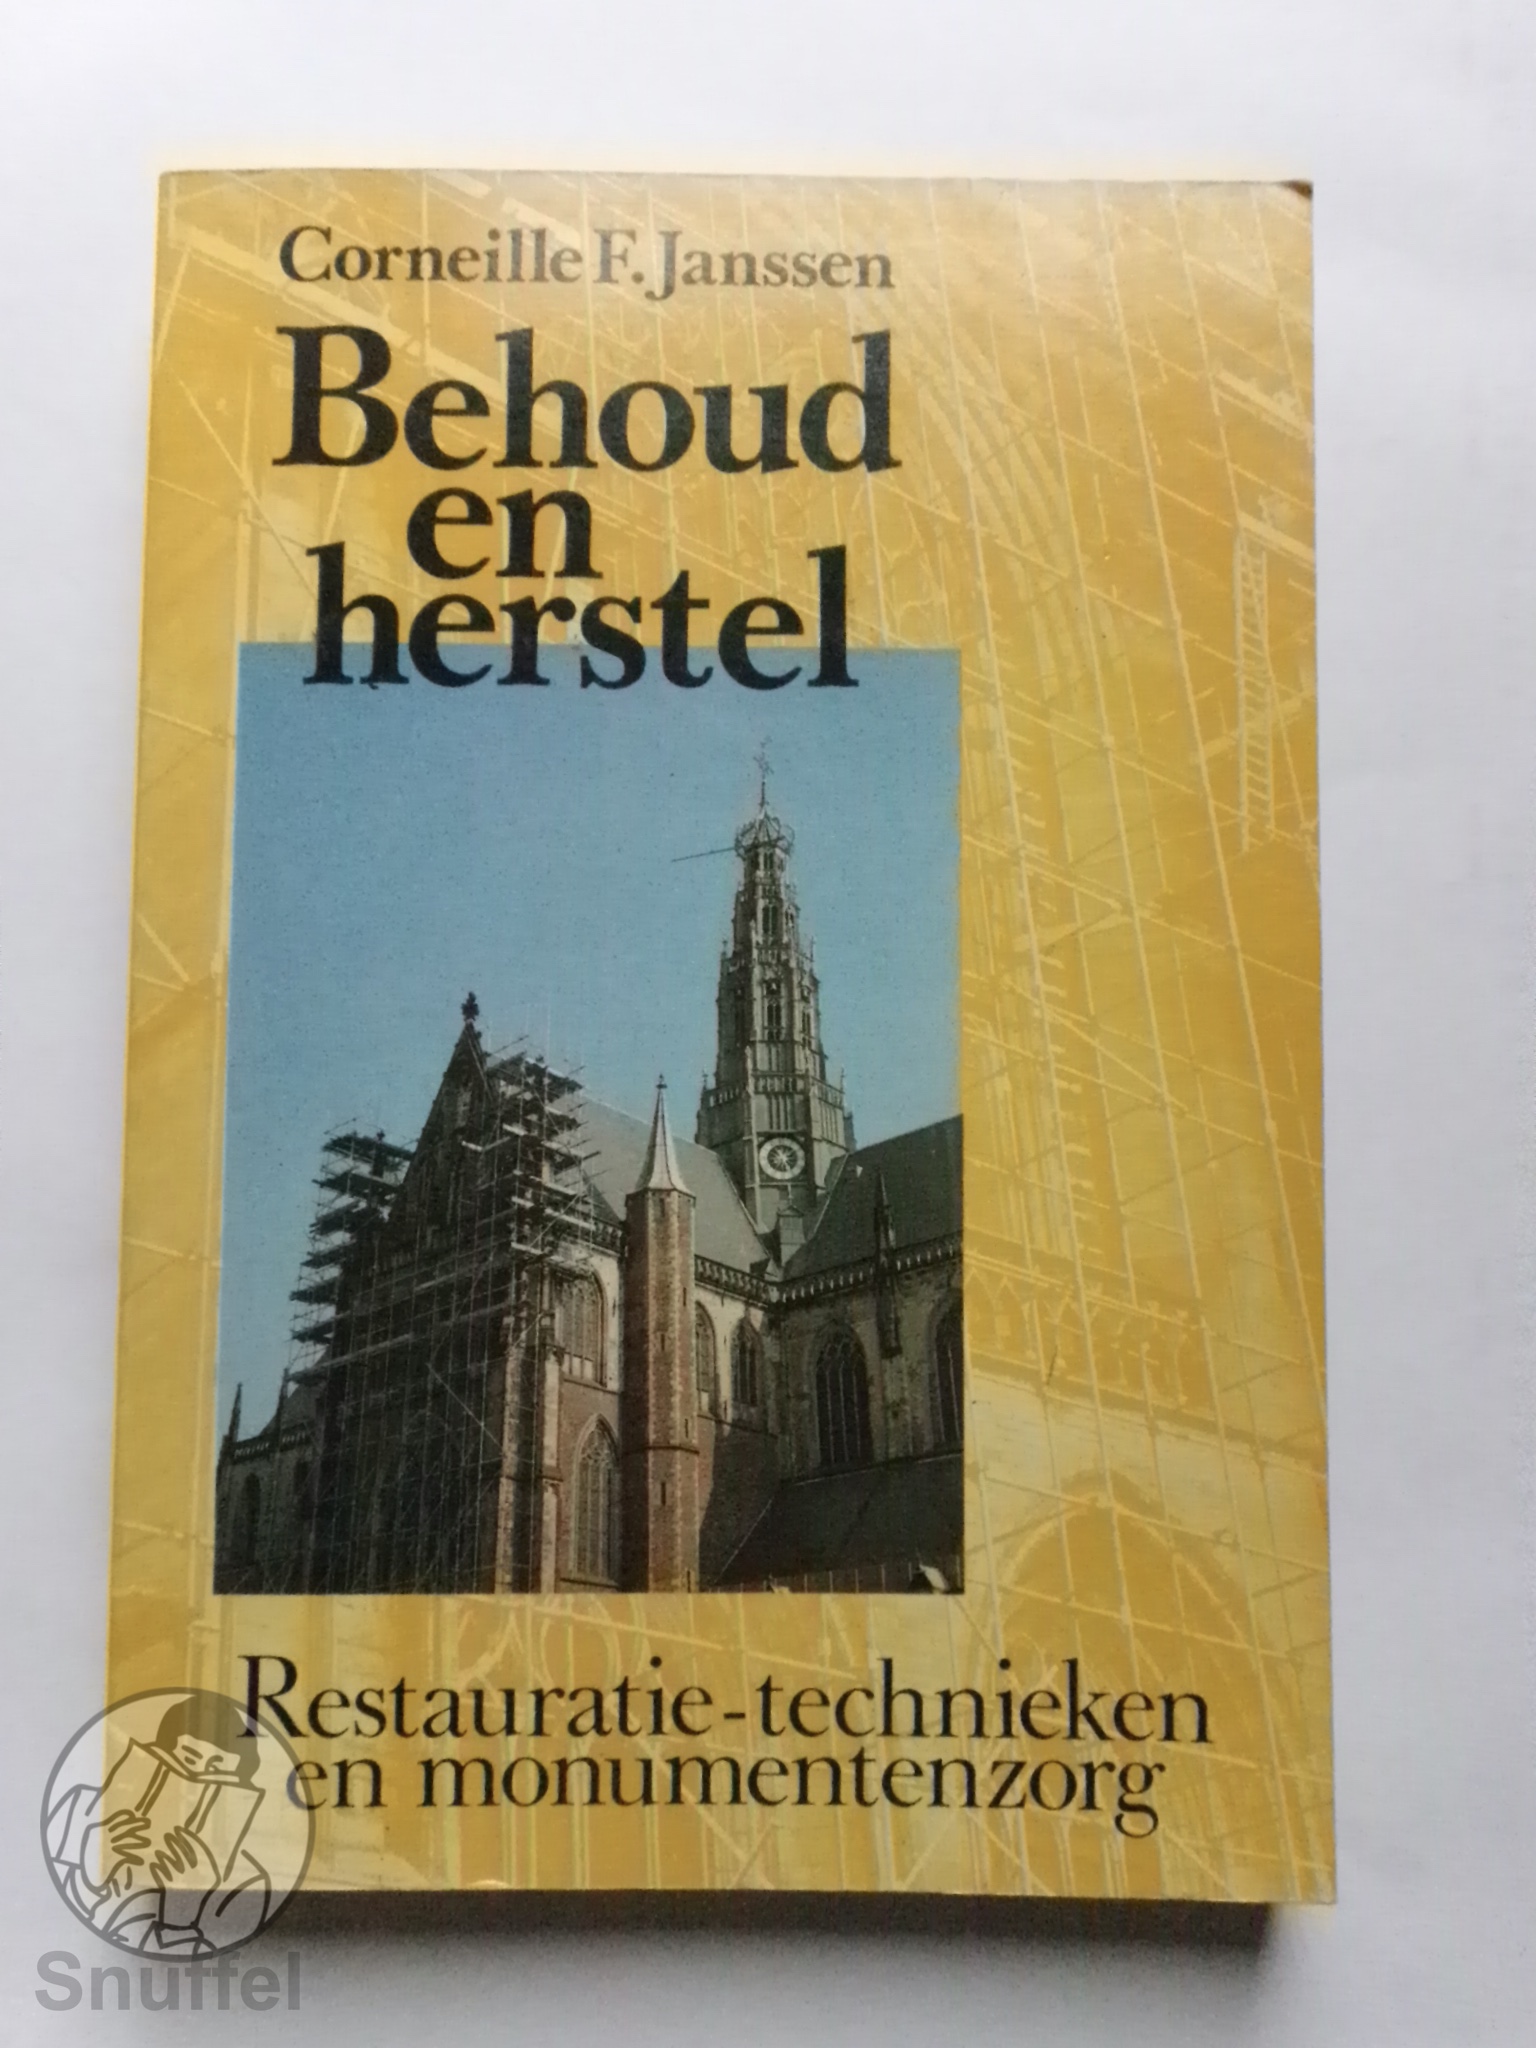 Corneille F. Janssen
Behoud
en
herstel
Restauratie-technieken
en monumentenzorg
Snuffel